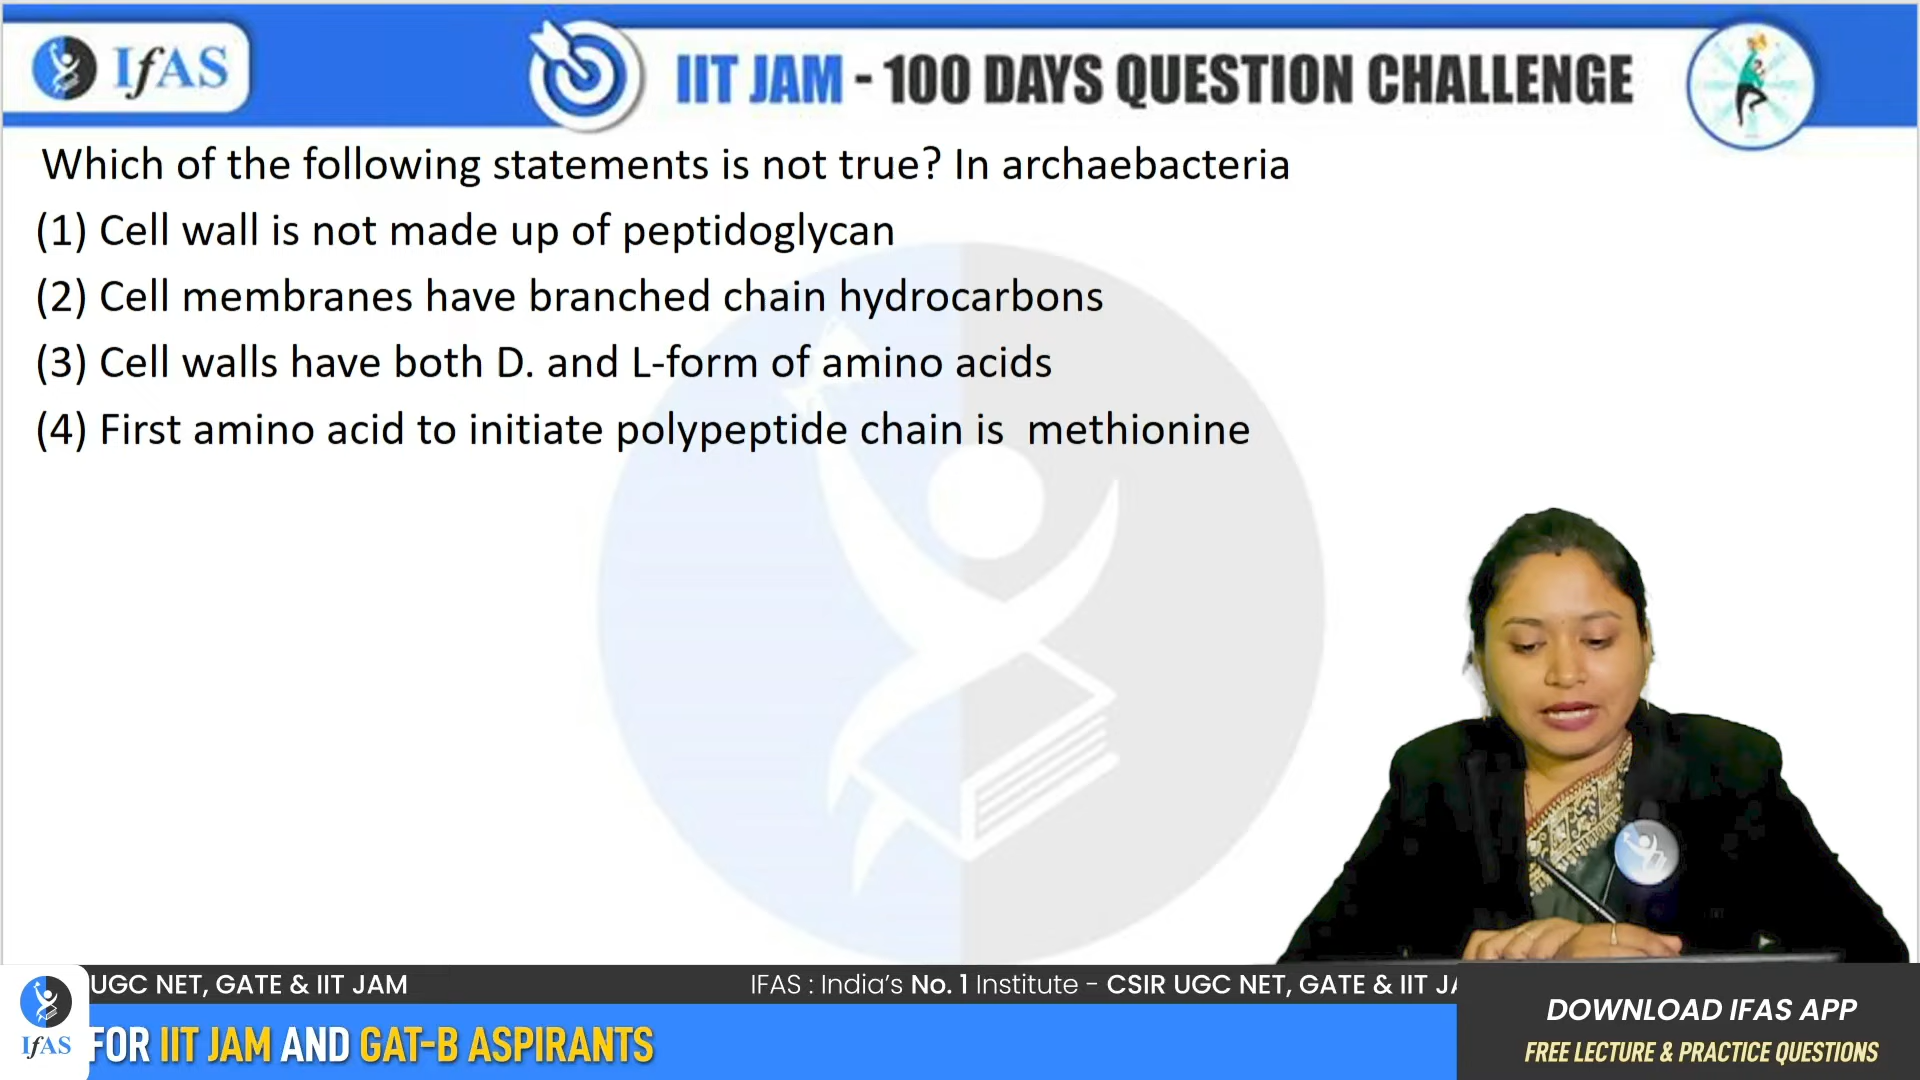 IfAS
IIT JAM - 100 DAYS QUESTION CHALLENGE
Which of the following statements is not true? In archaebacteria
(1) Cell wall is not made up of peptidoglycan
(2) Cell membranes have branched chain hydrocarbons
(3) Cell walls have both D. and L-form of amino acids
(4) First amino acid to initiate polypeptide chain is methionine
UGC NET, GATE & IIT JAM IFAS : India's No. 1 Institute - CSIR UGC NET, GATE & IIT JA
IfAS
FOR IIT JAM AND GAT-B ASPIRANTS
DOWNLOAD IFAS APP
FREE LECTURE & PRACTICE QUESTIONS